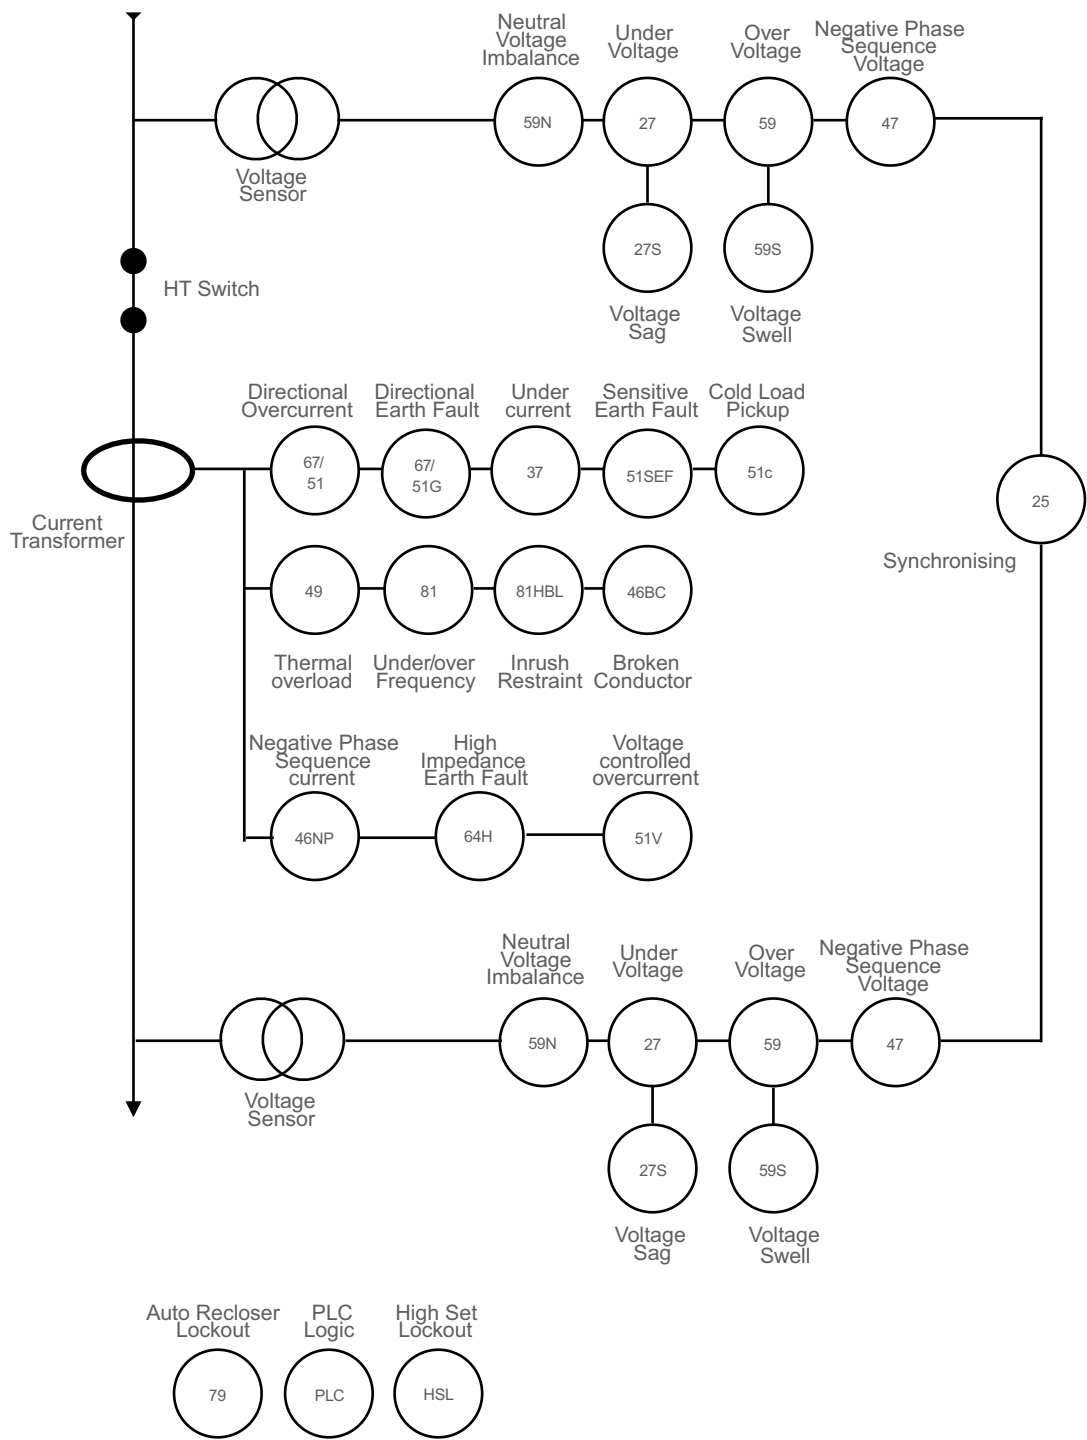 Neutral
Voltage
Imbalance
Under
Voltage
Over
Voltage
Negative Phase
Sequence
Voltage
59N
27
59
47
Voltage
Sensor
27S
59S
HT Switch
Voltage
Sag
Voltage
Swell
Directional
Overcurrent
Directional
Earth Fault
Under
current
Sensitive
Earth Fault
Cold Load
Pickup
67/
51
67/
51G
37
51SEF
51c
25
Current
Transformer
Synchronising
49
81
81HBL
46BC
Thermal
overload
Under/over
Frequency
Inrush
Restraint
Broken
Conductor
Negative Phase
Sequence
current
High
Impedance
Earth Fault
Voltage
controlled
overcurrent
46NP
64H
51V
Neutral
Voltage
Imbalance
Under
Voltage
Over
Voltage
Negative Phase
Sequence
Voltage
59N
27
59
47
Voltage
Sensor
27S
59S
Voltage
Sag
Voltage
Swell
Auto Recloser
Lockout
PLC
Logic
High Set
Lockout
79
PLC
HSL